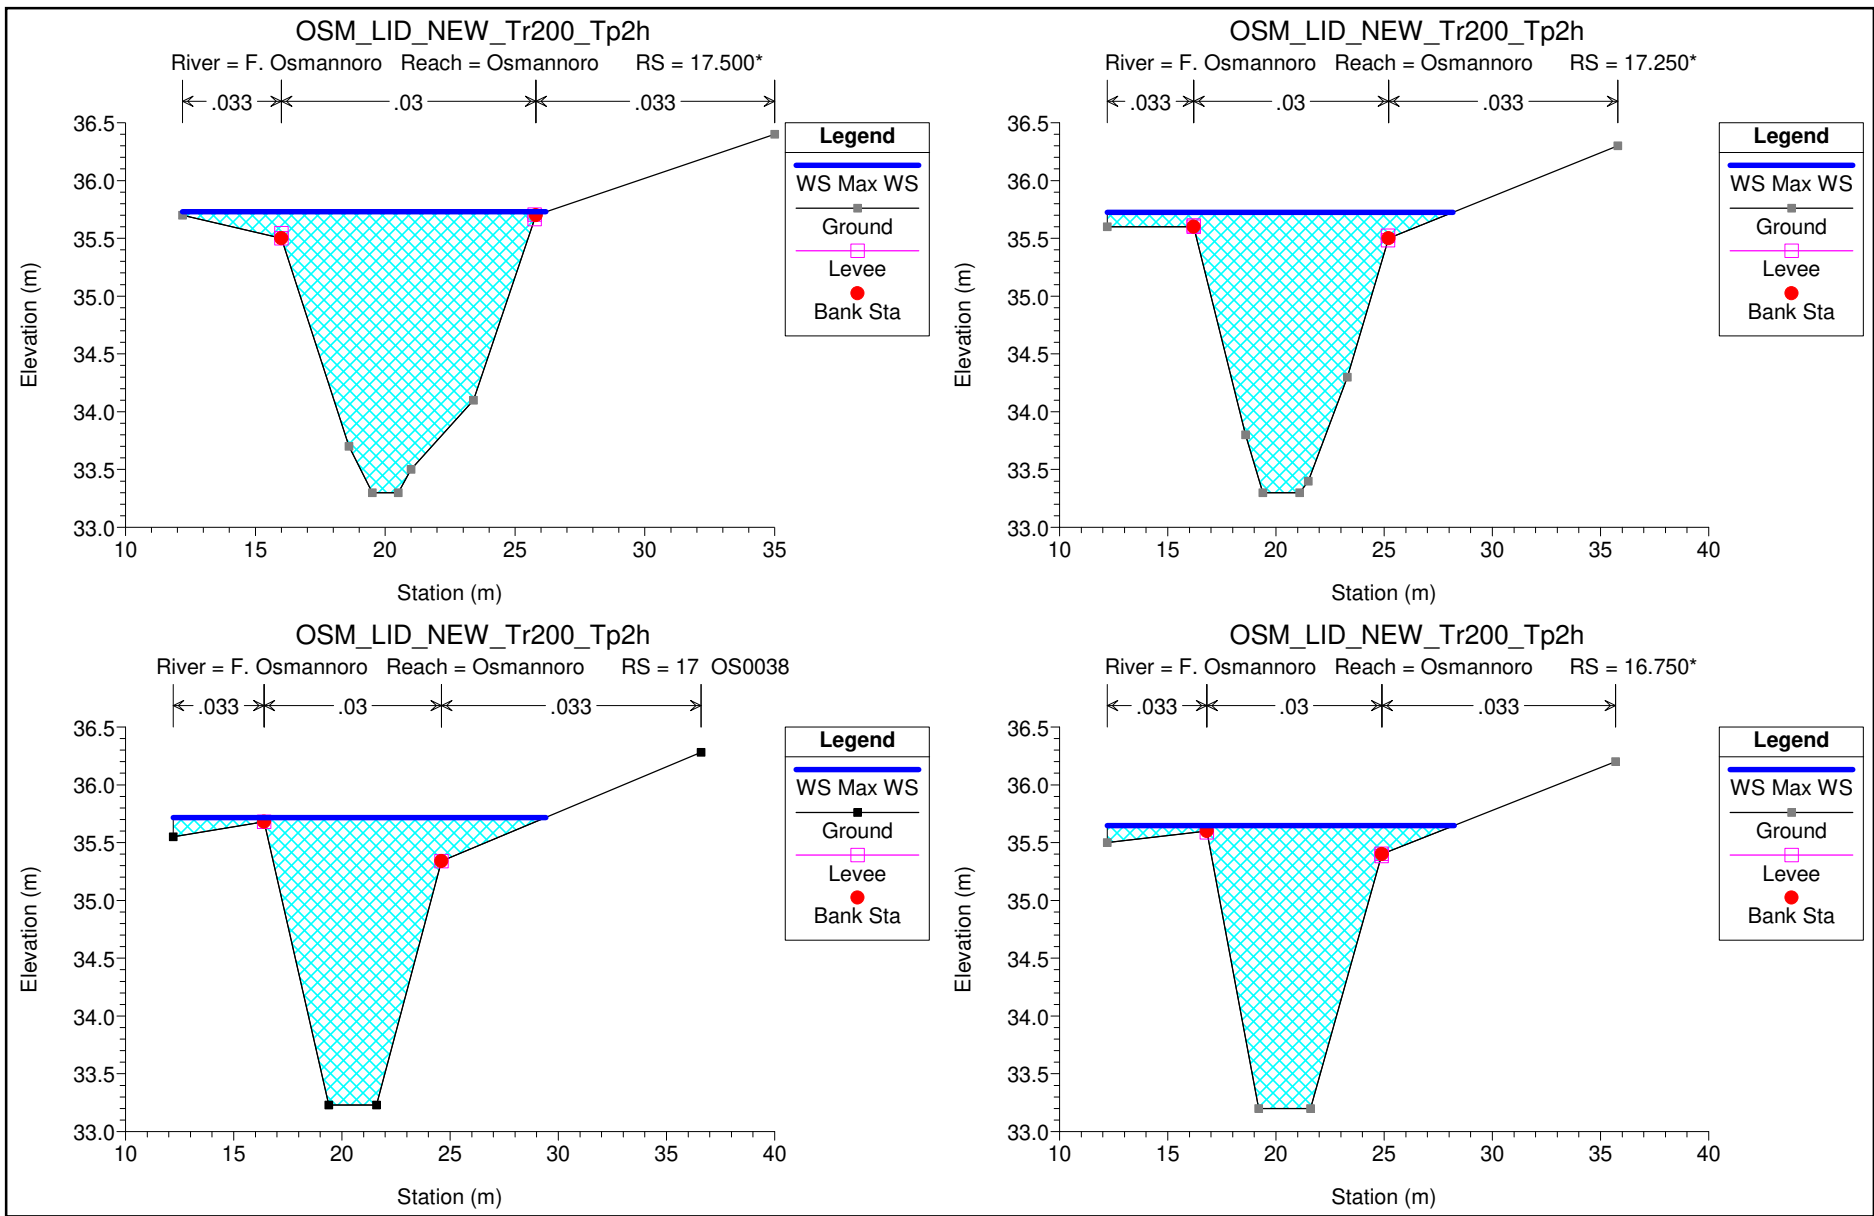 OSM_LID_NEW_Tr200_Tp2h
River = F. Osmannoro Reach = Osmannoro RS = 17.500*
.033 .03 .033
36.5
36.0
35.5
35.0
34.5
34.0
33.5
33.0
Elevation (m)
10 15 20 25 30 35
Station (m)
Legend
WS Max WS
Ground
Levee
Bank Sta
OSM_LID_NEW_Tr200_Tp2h
River = F. Osmannoro Reach = Osmannoro RS = 17.250*
.033 .03 .033
36.5
36.0
35.5
35.0
34.5
34.0
33.5
33.0
Elevation (m)
10 15 20 25 30 35 40
Station (m)
Legend
WS Max WS
Ground
Levee
Bank Sta
OSM_LID_NEW_Tr200_Tp2h
River = F. Osmannoro Reach = Osmannoro RS = 17 OS0038
.033 .03 .033
36.5
36.0
35.5
35.0
34.5
34.0
33.5
33.0
Elevation (m)
10 15 20 25 30 35 40
Station (m)
Legend
WS Max WS
Ground
Levee
Bank Sta
OSM_LID_NEW_Tr200_Tp2h
River = F. Osmannoro Reach = Osmannoro RS = 16.750*
.033 .03 .033
36.5
36.0
35.5
35.0
34.5
34.0
33.5
33.0
Elevation (m)
10 15 20 25 30 35 40
Station (m)
Legend
WS Max WS
Ground
Levee
Bank Sta